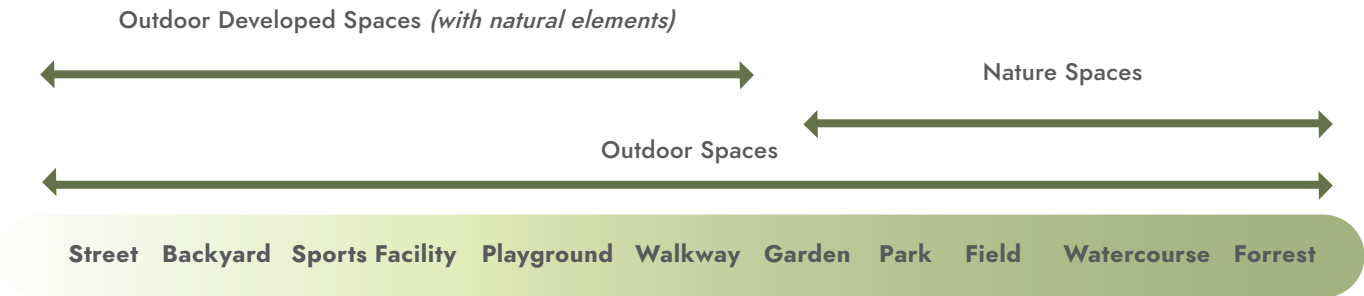 Outdoor Developed Spaces (with natural elements)
Nature Spaces
Outdoor Spaces
Street Backyard Sports Facility Playground Walkway Garden Park Field Watercourse Forrest